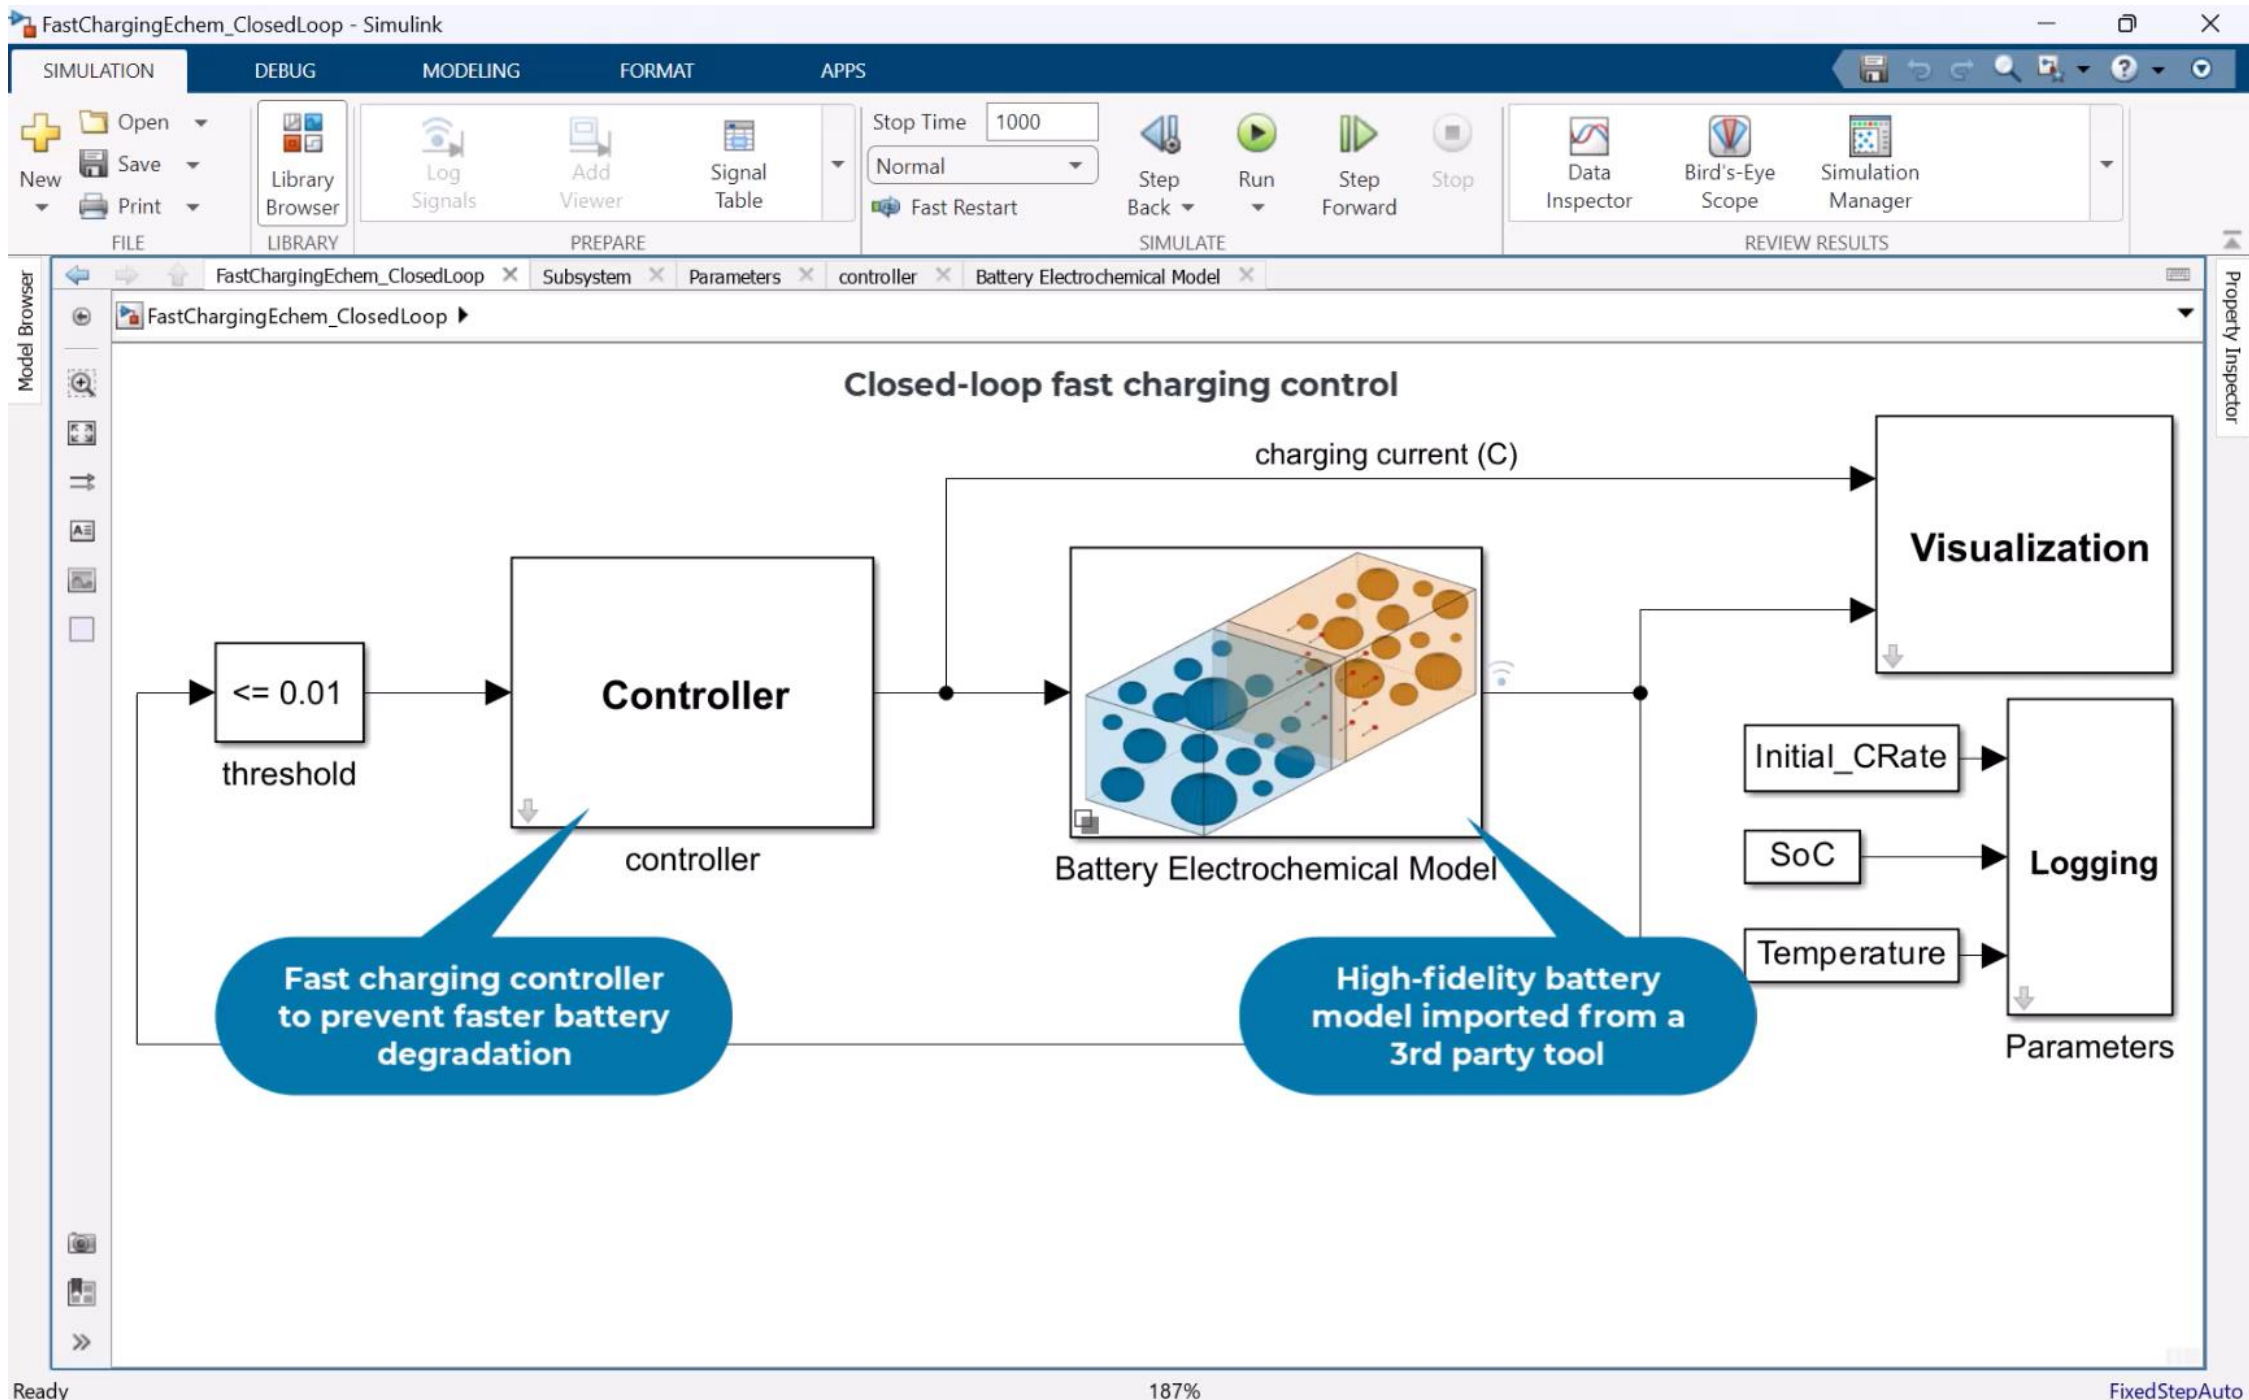 FastChargingEchem_ClosedLoop - Simulink
SIMULATION DEBUG MODELING FORMAT APPS
New
Open
Save
Print
FILE
Library
Browser
LIBRARY
Log
Signals
Add
Viewer
Signal
Table
PREPARE
Stop Time 1000
Normal
Fast Restart
Step
Back
Run
Step
Forward
Stop
SIMULATE
Data
Inspector
Bird's-Eye
Scope
Simulation
Manager
REVIEW RESULTS
Model Browser
Property Inspector
FastChargingEchem_ClosedLoop Subsystem Parameters controller Battery Electrochemical Model
FastChargingEchem_ClosedLoop
Closed-loop fast charging control
charging current (C)
Visualization
<= 0.01
threshold
Controller
controller
Battery Electrochemical Model
Initial_CRate
SoC
Temperature
Logging
Parameters
Fast charging controller
to prevent faster battery
degradation
High-fidelity battery
model imported from a
3rd party tool
Ready 187% FixedStepAuto